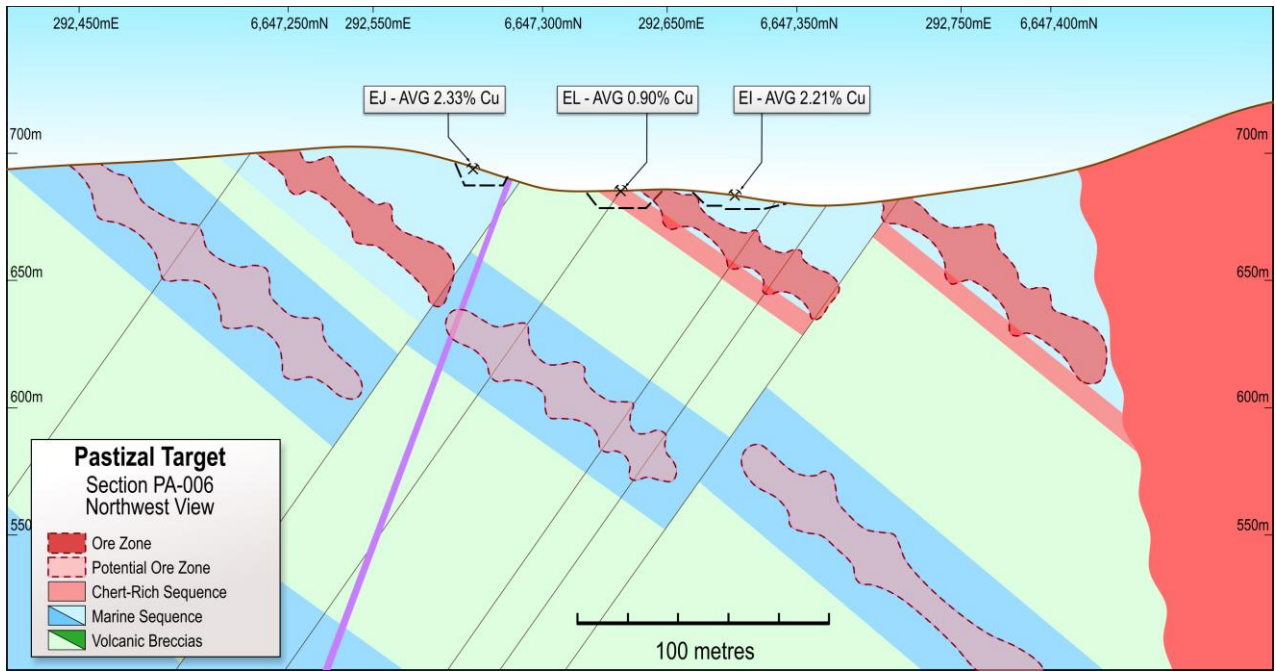 292,450mE
6,647,250mN
292,550mE
6,647,300mN
292,650mE
6,647,350mN
292,750mE
6,647,400mN
EJ - AVG 2.33% Cu
EL - AVG 0.90% Cu
EI - AVG 2.21% Cu
700m
700m
650m
650m
600m
600m
550m
550m
Pastizal Target
Section PA-006
Northwest View
Ore Zone
Potential Ore Zone
Chert-Rich Sequence
Marine Sequence
Volcanic Breccias
100 metres